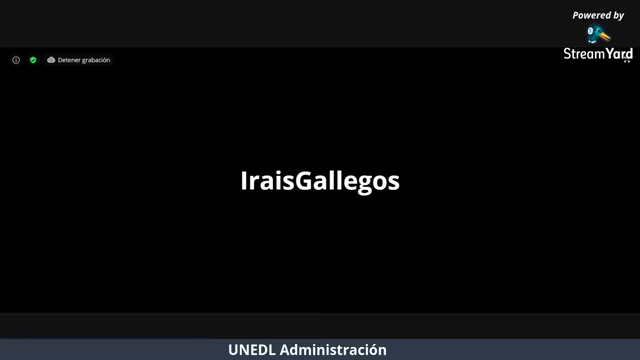 Powered by
StreamYard
Detener grabación
IraisGallegos
UNEDL Administración